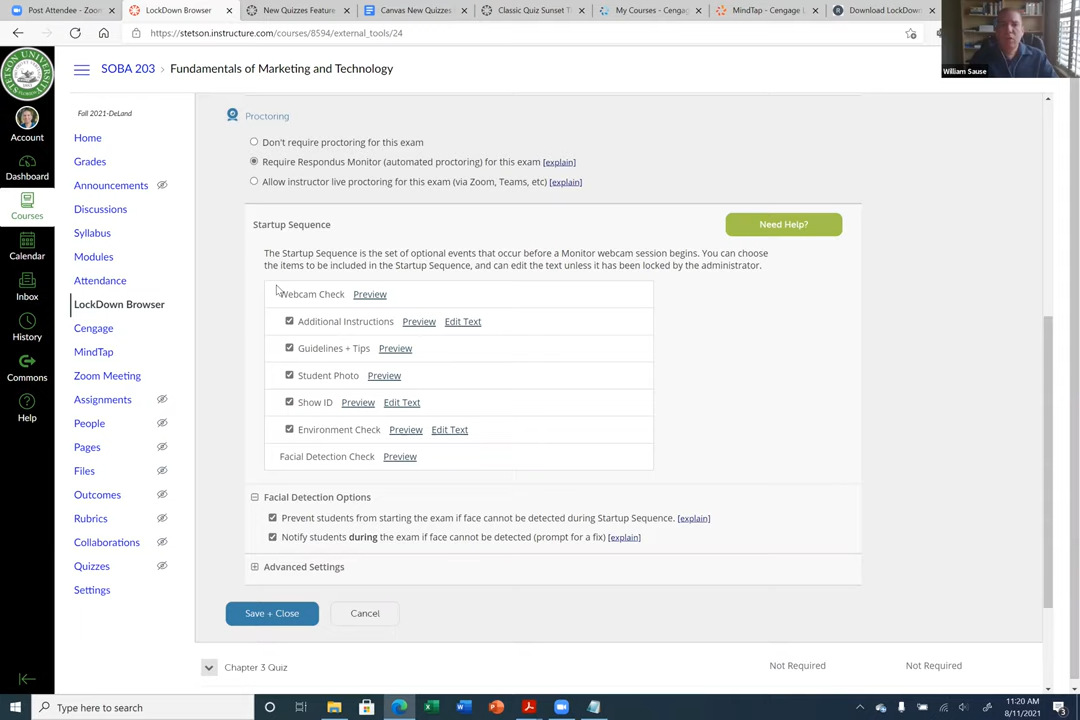 Post Attendee - Zoom
LockDown Browser
New Quizzes Feature
Canvas New Quizzes
Classic Quiz Sunset T
My Courses - Cengag
MindTap - Cengage L
Download LockDown
https://stetson.instructure.com/courses/8594/external_tools/24
William Sause
STETSON UNIVERSITY
SOBA 203 › Fundamentals of Marketing and Technology
Account
Dashboard
Courses
Calendar
Inbox
History
Commons
Help
Fall 2021-DeLand
Home
Grades
Announcements
Discussions
Syllabus
Modules
Attendance
LockDown Browser
Cengage
MindTap
Zoom Meeting
Assignments
People
Pages
Files
Outcomes
Rubrics
Collaborations
Quizzes
Settings
Proctoring
Don't require proctoring for this exam
Require Respondus Monitor (automated proctoring) for this exam [explain]
Allow instructor live proctoring for this exam (via Zoom, Teams, etc) [explain]
Startup Sequence
Need Help?
The Startup Sequence is the set of optional events that occur before a Monitor webcam session begins. You can choose
the items to be included in the Startup Sequence, and can edit the text unless it has been locked by the administrator.
Webcam Check Preview
Additional Instructions Preview Edit Text
Guidelines + Tips Preview
Student Photo Preview
Show ID Preview Edit Text
Environment Check Preview Edit Text
Facial Detection Check Preview
Facial Detection Options
Prevent students from starting the exam if face cannot be detected during Startup Sequence. [explain]
Notify students during the exam if face cannot be detected (prompt for a fix) [explain]
Advanced Settings
Save + Close
Cancel
Chapter 3 Quiz
Not Required
Not Required
Type here to search
11:20 AM
8/11/2021
3